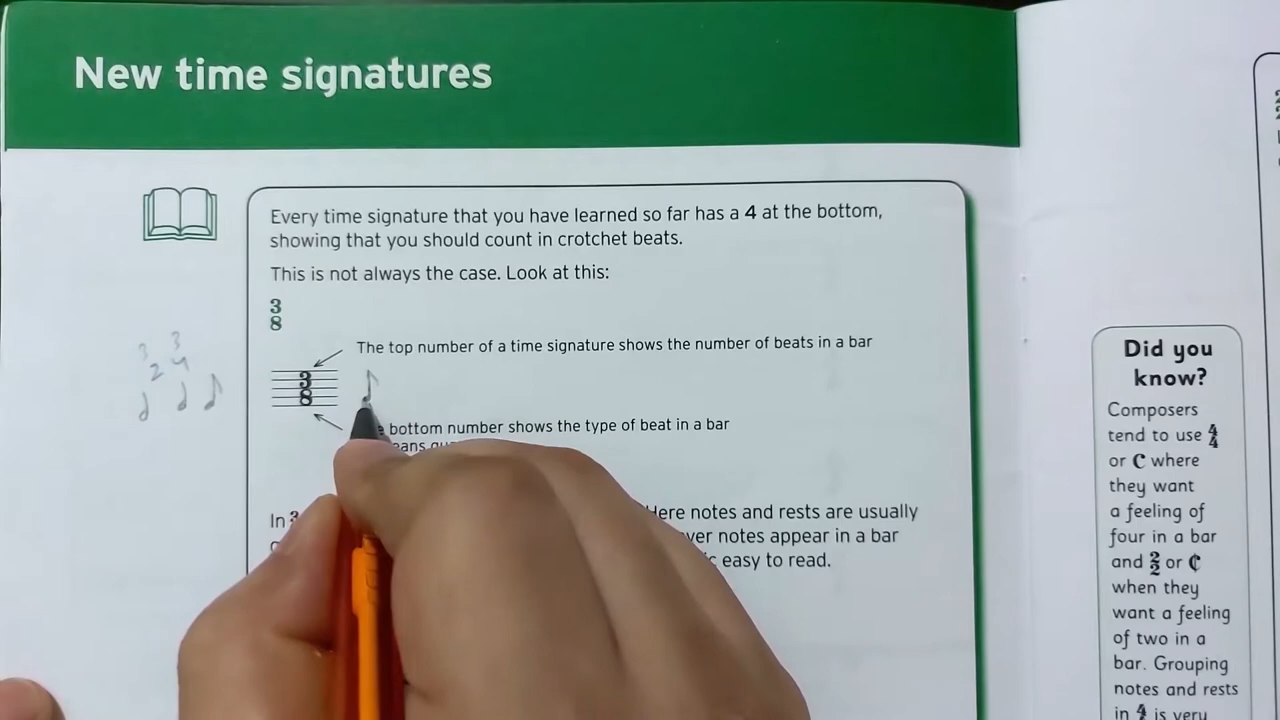 New time signatures
Every time signature that you have learned so far has a 4 at the bottom,
showing that you should count in crotchet beats.
This is not always the case. Look at this:
3
8
The top number of a time signature shows the number of beats in a bar
3
8
bottom number shows the type of beat in a bar
3 3
2 4
In
Here notes and rests are usually
notes appear in a bar
easy to read.
Did you
know?
Composers
tend to use 4/4
or C where
they want
a feeling of
four in a bar
and 2/2 or ₵
when they
want a feeling
of two in a
bar. Grouping
notes and rests
in 4 is very